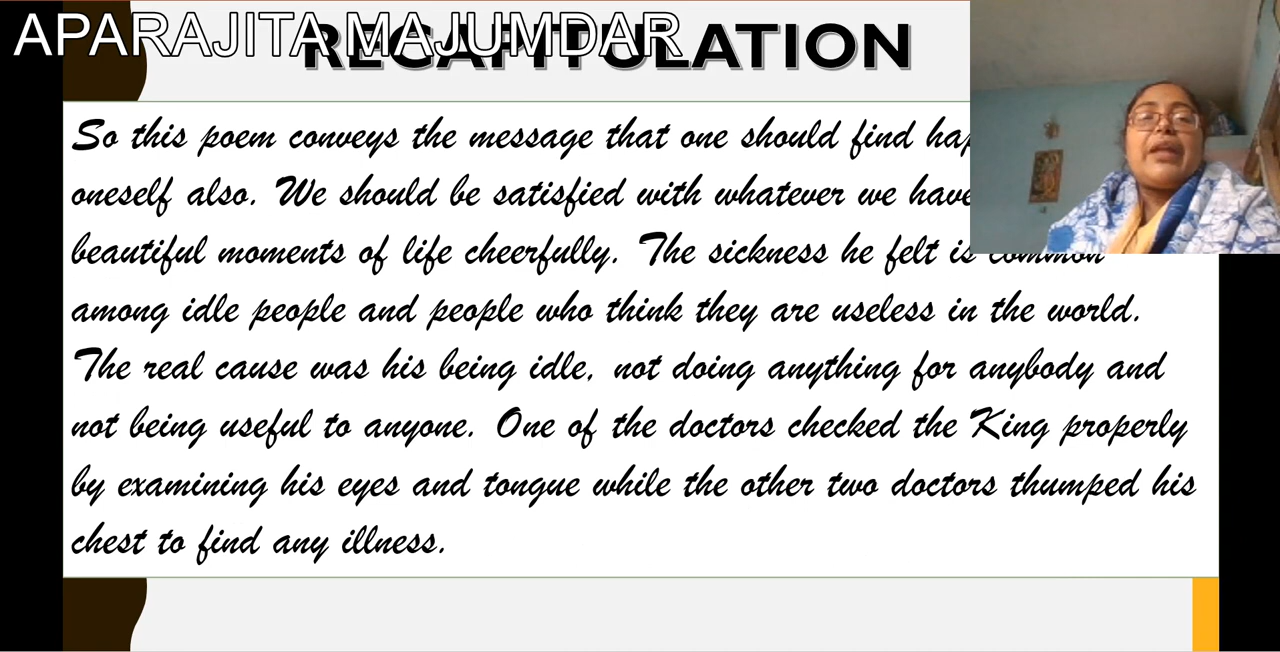 APARAJITA MAJUMDAR
RECAPITULATION
So this poem conveys the message that one should find
oneself also. We should be satisfied with whatever we have
beautiful moments of life cheerfully. The sickness he felt is common
among idle people and people who think they are useless in the world.
The real cause was his being idle, not doing anything for anybody and
not being useful to anyone. One of the doctors checked the King properly
by examining his eyes and tongue while the other two doctors thumped his
chest to find any illness.